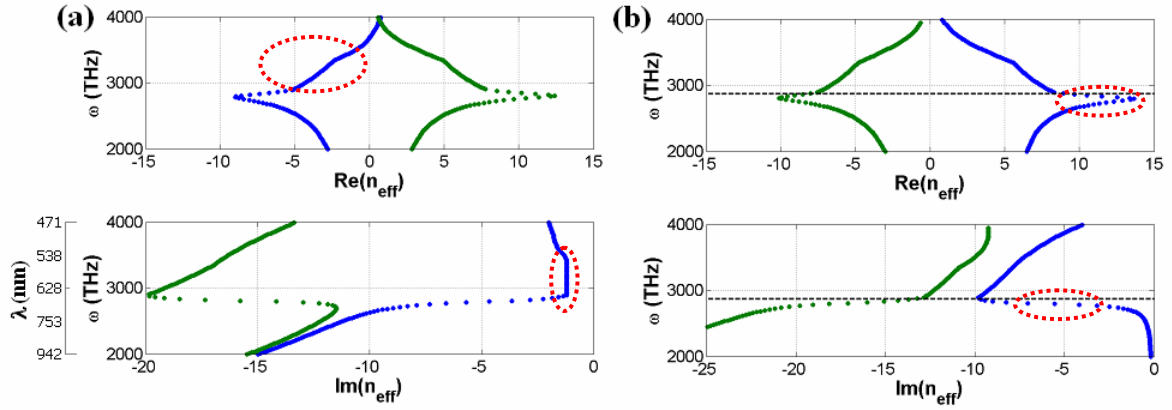 (a)
4000
3000
2000
ω (THz)
-15 -10 -5 0 5 10 15
Re(n_eff)
(b)
4000
3000
2000
ω (THz)
-15 -10 -5 0 5 10 15
Re(n_eff)
471
538
628
753
942
λ (nm)
4000
3000
2000
ω (THz)
-20 -15 -10 -5 0
Im(n_eff)
4000
3000
2000
ω (THz)
-25 -20 -15 -10 -5 0
Im(n_eff)